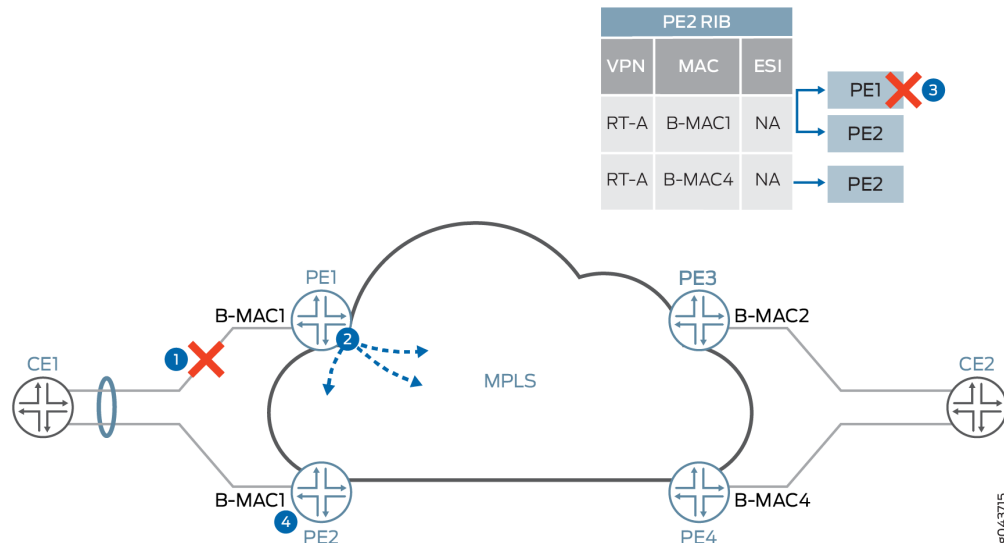 PE2 RIB
VPN MAC ESI
RT-A B-MAC1 NA
PE1 3
PE2
RT-A B-MAC4 NA
PE2
PE1
PE3
B-MAC1
B-MAC2
2
1
CE1
MPLS
CE2
B-MAC1
B-MAC4
4
PE2
PE4
g043715